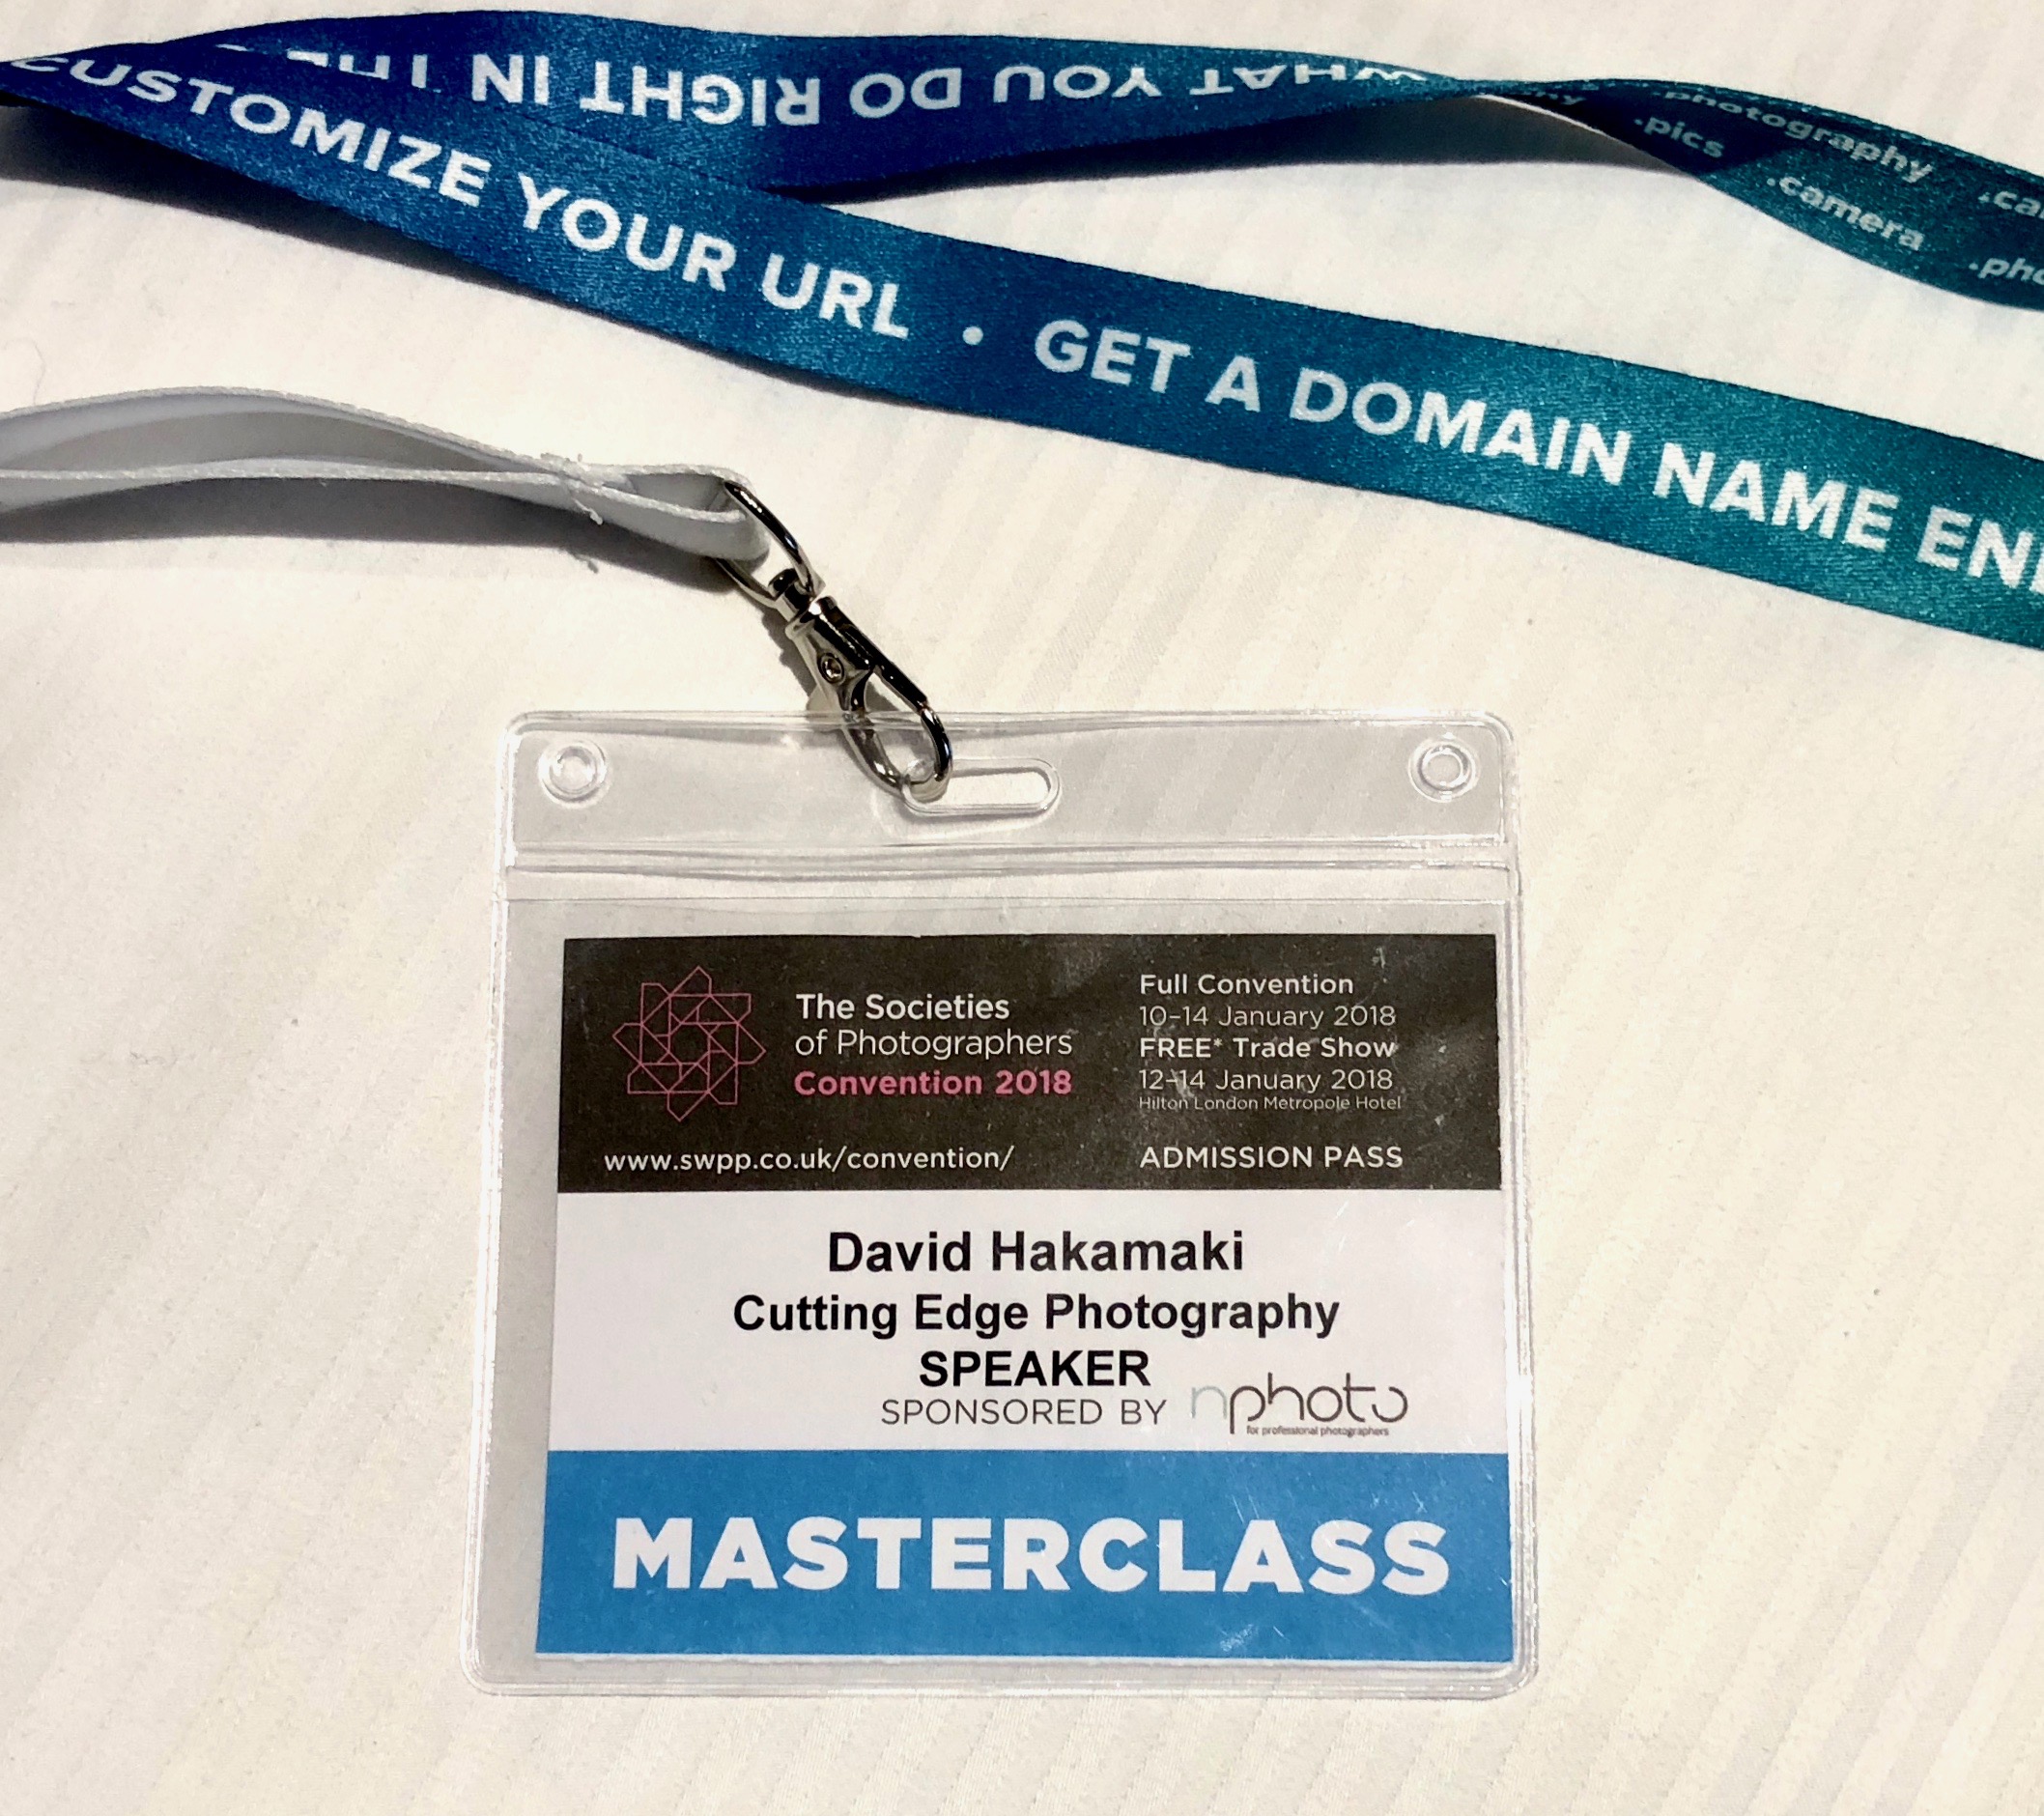 WHAT YOU DO RIGHT IN THE
CUSTOMIZE YOUR URL • GET A DOMAIN NAME
.photography
.pics
.camera
The Societies
of Photographers
Convention 2018
www.swpp.co.uk/convention/
Full Convention
10–14 January 2018
FREE* Trade Show
12–14 January 2018
Hilton London Metropole Hotel
ADMISSION PASS
David Hakamaki
Cutting Edge Photography
SPEAKER
SPONSORED BY nphoto
for professional photographers
MASTERCLASS